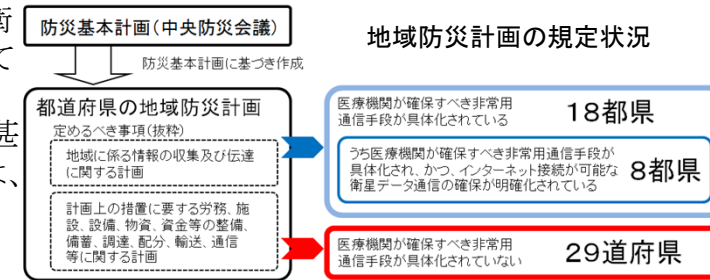 衛
て
甚
は、
防災基本計画(中央防災会議)
防災基本計画に基づき作成
地域防災計画の規定状況
都道府県の地域防災計画
定めるべき事項(抜粋)
地域に係る情報の収集及び伝達
に関する計画
計画上の措置に要する労務、施
設、設備、物資、資金等の整備、
備蓄、調達、配分、輸送、通信
等に関する計画
医療機関が確保すべき非常用
通信手段が具体化されている
18都県
うち医療機関が確保すべき非常用通信手段が
具体化され、かつ、インターネット接続が可能な
衛星データ通信の確保が明確化されている
8都県
医療機関が確保すべき非常用
通信手段が具体化されていない
29道府県